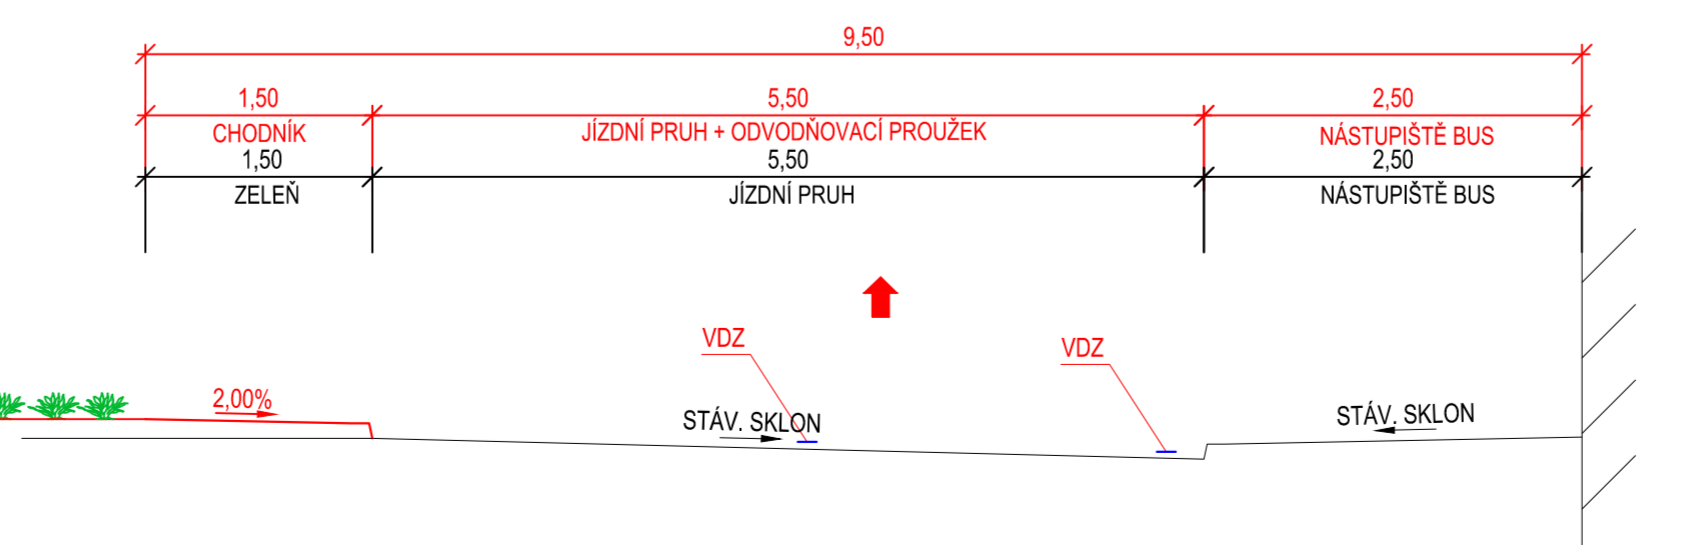 9,50
1,50
5,50
2,50
CHODNÍK
JÍZDNÍ PRUH + ODVODŇOVACÍ PROUŽEK
NÁSTUPIŠTĚ BUS
1,50
5,50
2,50
ZELEŇ
JÍZDNÍ PRUH
NÁSTUPIŠTĚ BUS
VDZ
VDZ
2,00%
STÁV. SKLON
STÁV. SKLON